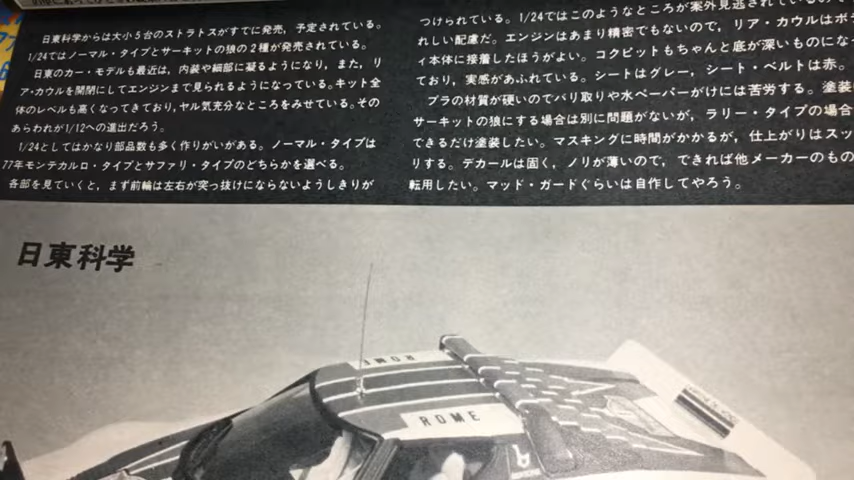 日東科学からは大小5台のストラトスがすでに発売，予定されている。
1/24ではノーマル・タイプとサーキットの狼の2種が発売されている。
日東のカー・モデルも最近は，内装や細部に凝るようになり，また，リ
ア・カウルを開閉にしてエンジンまで見られるようになっている。キット全
体のレベルも高くなってきており，ヤル気充分なところをみせている。その
あらわれが1/12への進出だろう。
1/24としてはかなり部品数も多く作りがいがある。ノーマル・タイプは
77年モンテカルロ・タイプとサファリ・タイプのどちらかを選べる。
各部を見ていくと，まず前輪は左右が突っ抜けにならないようしきりが
つけられている。1/24ではこのようなところが案外見逃されている
れしい配慮だ。エンジンはあまり精密でもないので，リア・カウルはボデ
ィ本体に接着したほうがよい。コクピットもちゃんと底が深いものにな
ており，実感があふれている。シートはグレー，シート・ベルトは赤。
プラの材質が硬いのでバリ取りや水ペーパーがけには苦労する。塗装
サーキットの狼にする場合は別に問題がないが，ラリー・タイプの場合
できるだけ塗装したい。マスキングに時間がかかるが，仕上がりはスッ
りする。デカールは固く，ノリが薄いので，できれば他メーカーのもの
転用したい。マッド・ガードぐらいは自作してやろう。
日東科学
ROME
ROME